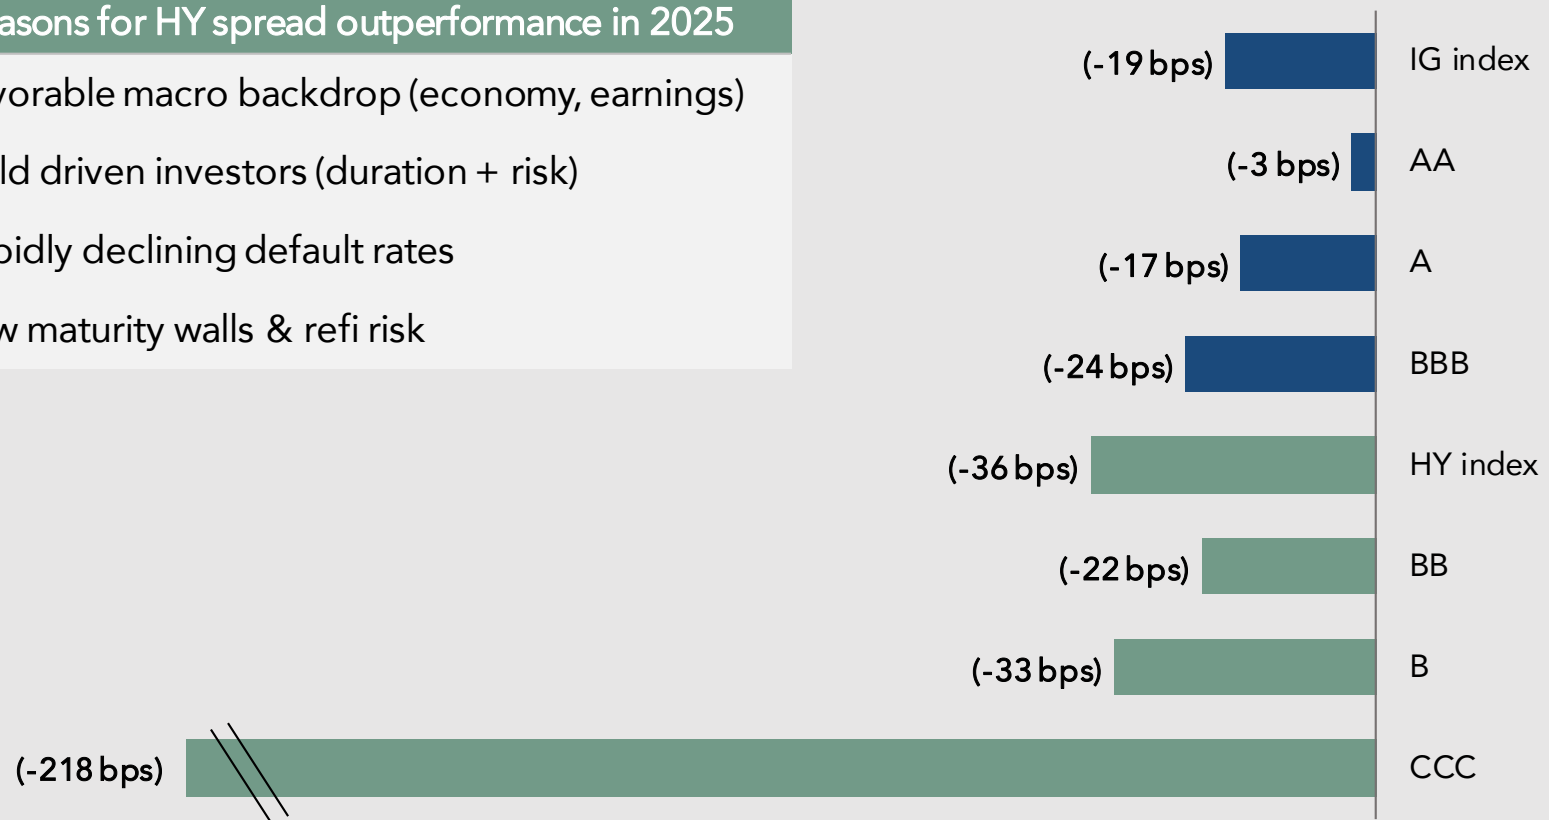 asons for HY spread outperformance in 2025
vorable macro backdrop (economy, earnings)
ld driven investors (duration + risk)
pidly declining default rates
w maturity walls & refi risk
(-19 bps) IG index
(-3 bps) AA
(-17 bps) A
(-24 bps) BBB
(-36 bps) HY index
(-22 bps) BB
(-33 bps) B
(-218 bps) CCC